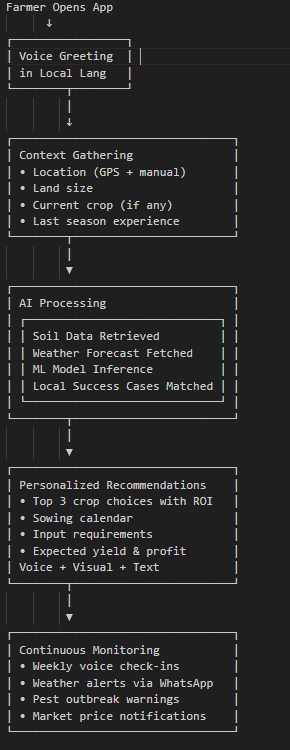 Farmer Opens App
↓
Voice Greeting
in Local Lang
↓
Context Gathering
• Location (GPS + manual)
• Land size
• Current crop (if any)
• Last season experience
▼
AI Processing
Soil Data Retrieved
Weather Forecast Fetched
ML Model Inference
Local Success Cases Matched
▼
Personalized Recommendations
• Top 3 crop choices with ROI
• Sowing calendar
• Input requirements
• Expected yield & profit
Voice + Visual + Text
▼
Continuous Monitoring
• Weekly voice check-ins
• Weather alerts via WhatsApp
• Pest outbreak warnings
• Market price notifications